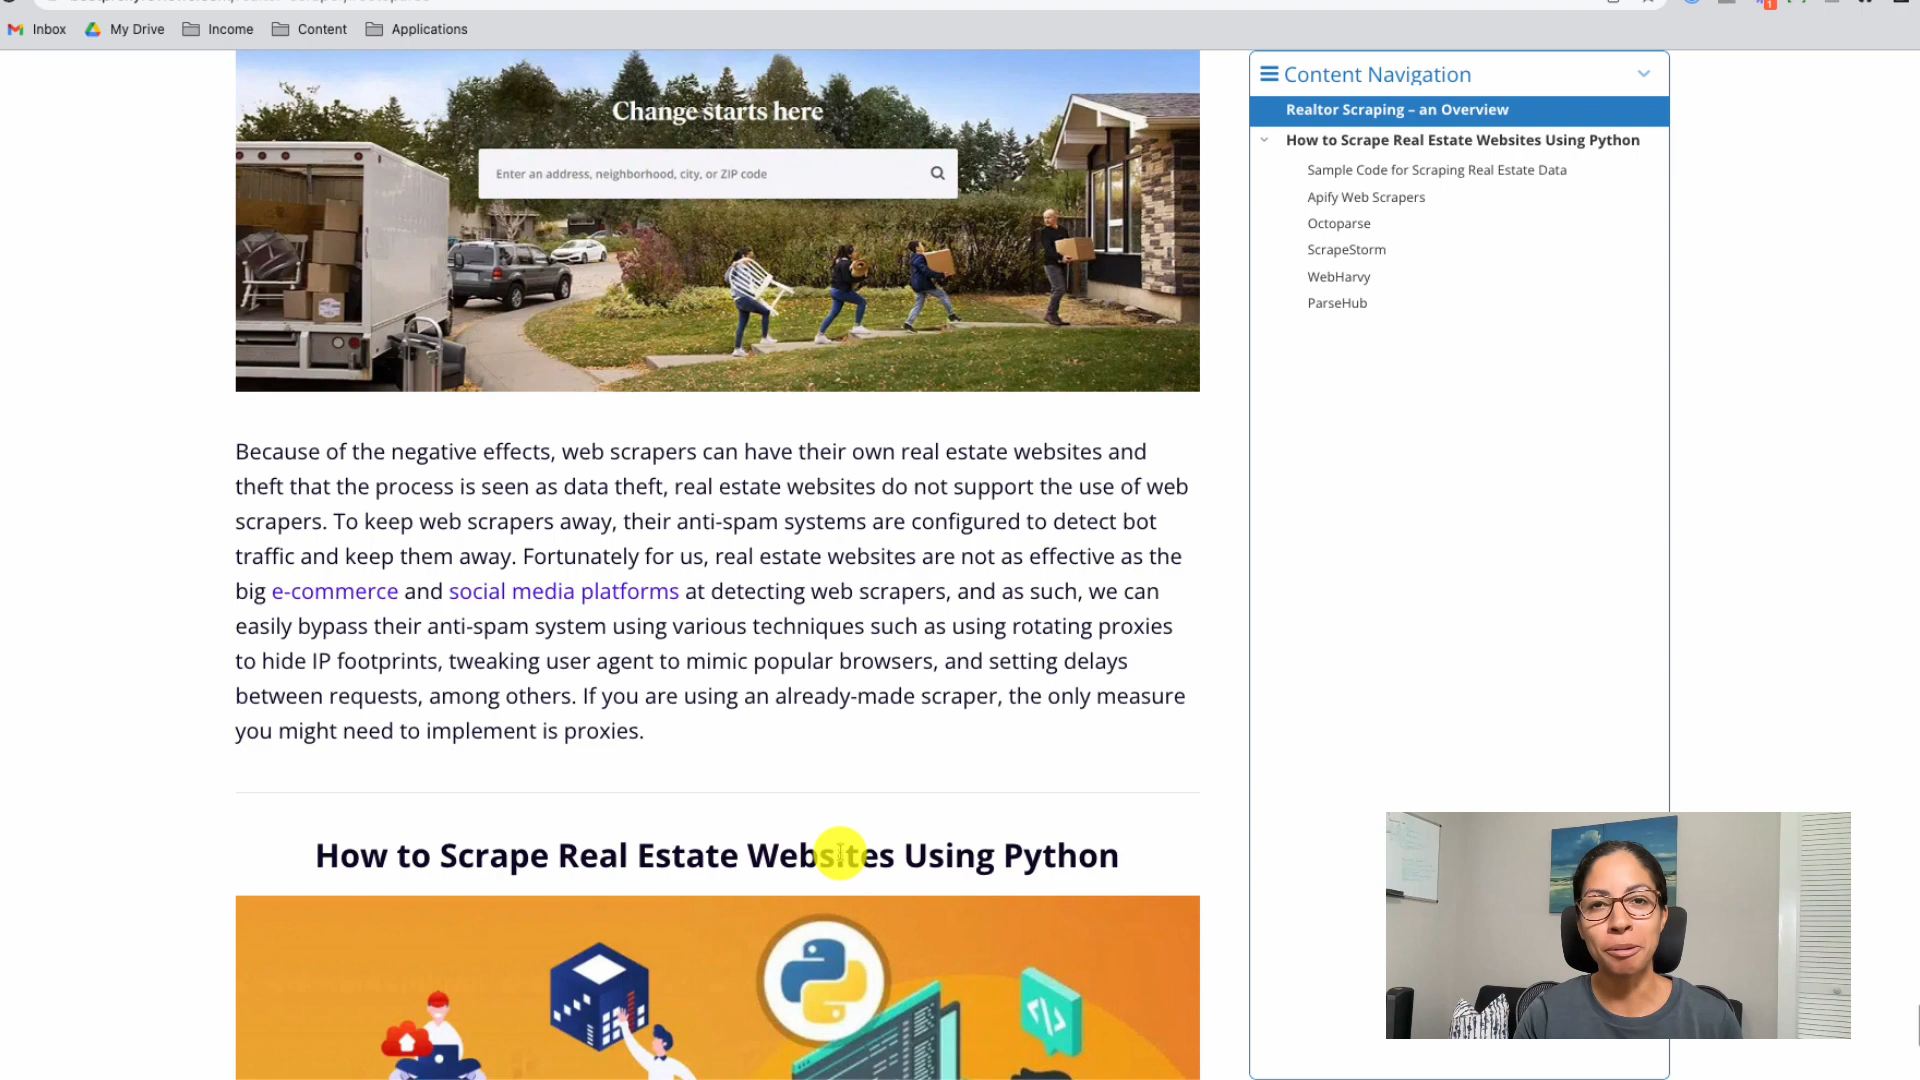 Inbox
My Drive
Income
Content
Applications
Change starts here
Enter an address, neighborhood, city, or ZIP code
Because of the negative effects, web scrapers can have their own real estate websites and
theft that the process is seen as data theft, real estate websites do not support the use of web
scrapers. To keep web scrapers away, their anti-spam systems are configured to detect bot
traffic and keep them away. Fortunately for us, real estate websites are not as effective as the
big e-commerce and social media platforms at detecting web scrapers, and as such, we can
easily bypass their anti-spam system using various techniques such as using rotating proxies
to hide IP footprints, tweaking user agent to mimic popular browsers, and setting delays
between requests, among others. If you are using an already-made scraper, the only measure
you might need to implement is proxies.
How to Scrape Real Estate Websites Using Python
</>
Content Navigation
Realtor Scraping – an Overview
How to Scrape Real Estate Websites Using Python
Sample Code for Scraping Real Estate Data
Apify Web Scrapers
Octoparse
ScrapeStorm
WebHarvy
ParseHub
1